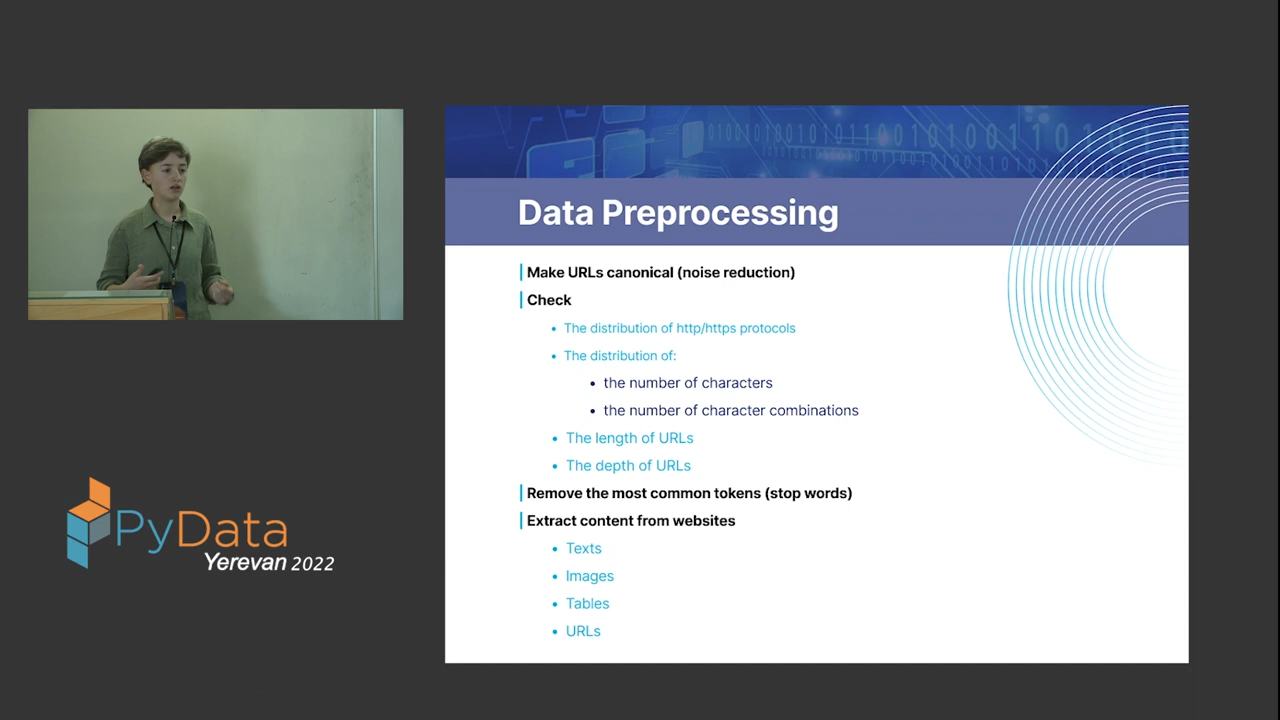 Data Preprocessing
Make URLs canonical (noise reduction)
Check
• The distribution of http/https protocols
• The distribution of:
• the number of characters
• the number of character combinations
• The length of URLs
• The depth of URLs
Remove the most common tokens (stop words)
Extract content from websites
• Texts
• Images
• Tables
• URLs
PyData
Yerevan 2022